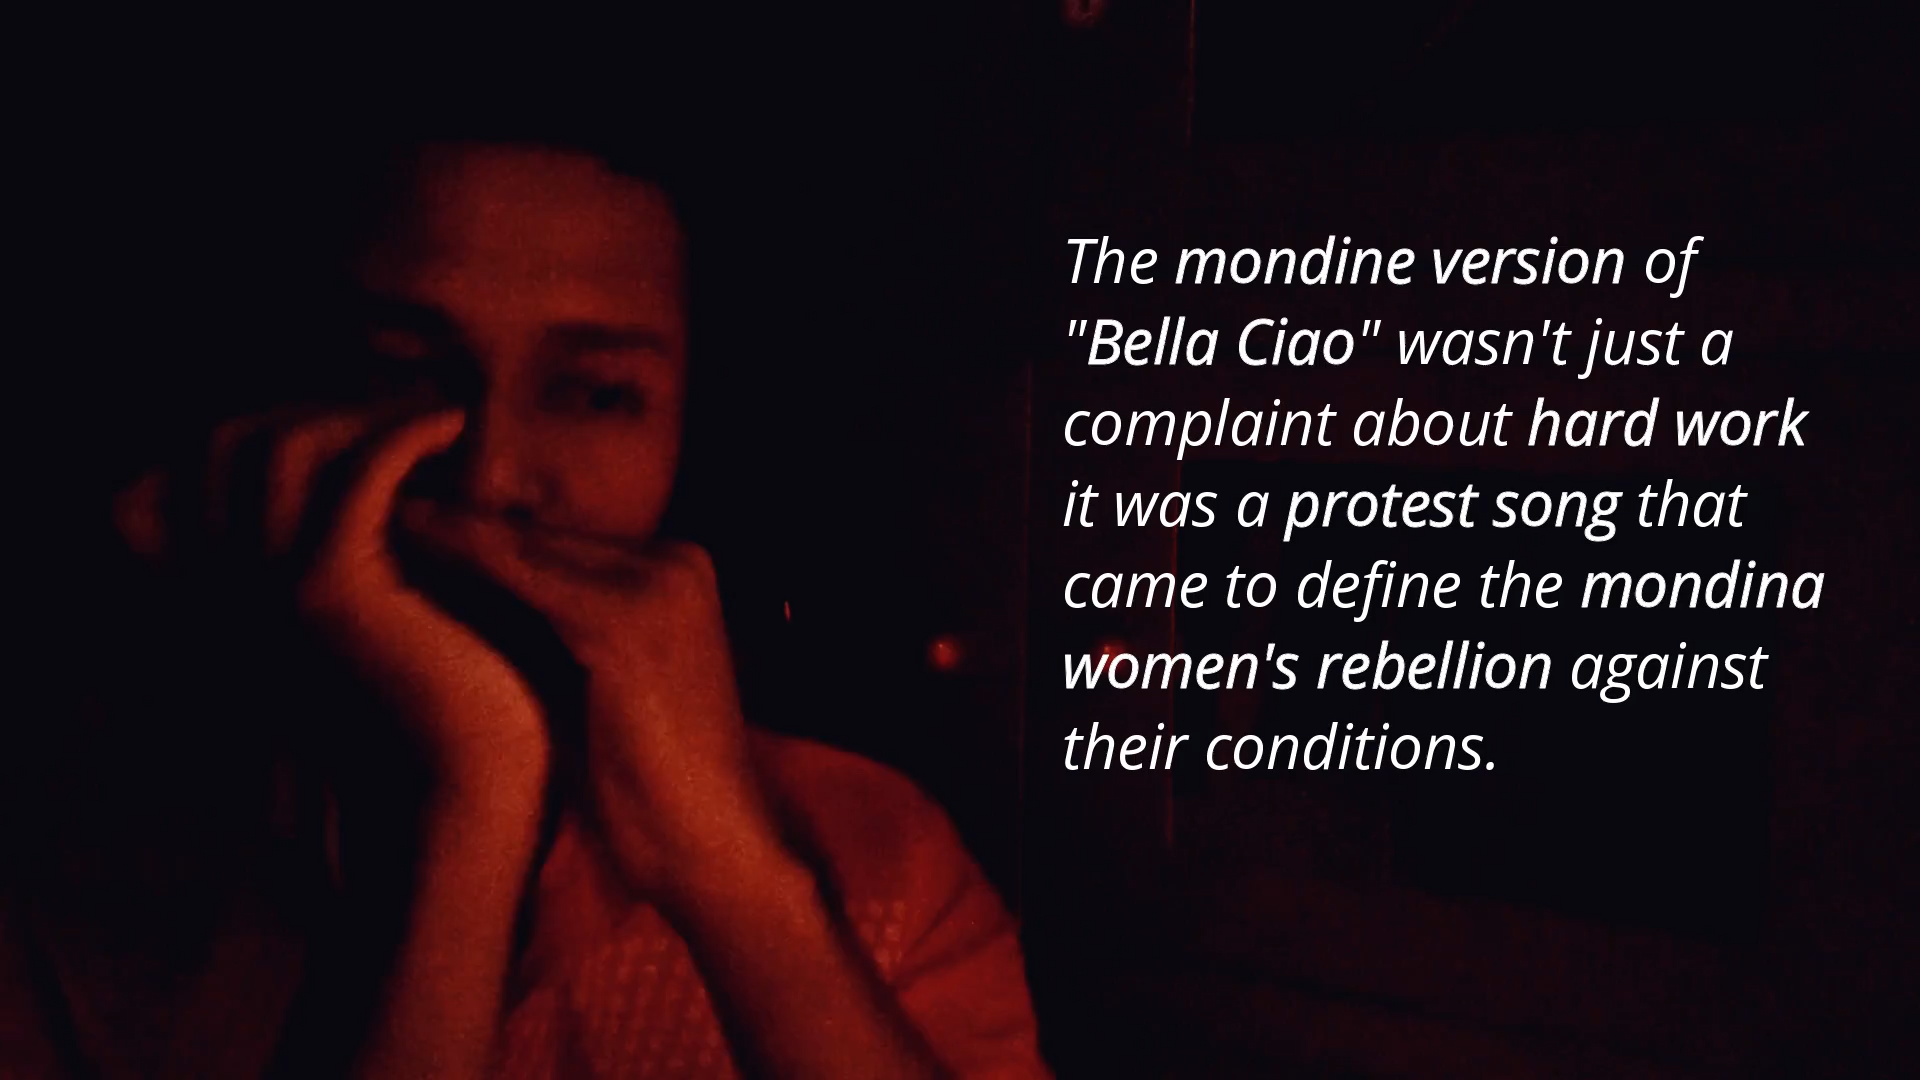 The mondine version of
"Bella Ciao" wasn't just a
complaint about hard work
it was a protest song that
came to define the mondina
women's rebellion against
their conditions.